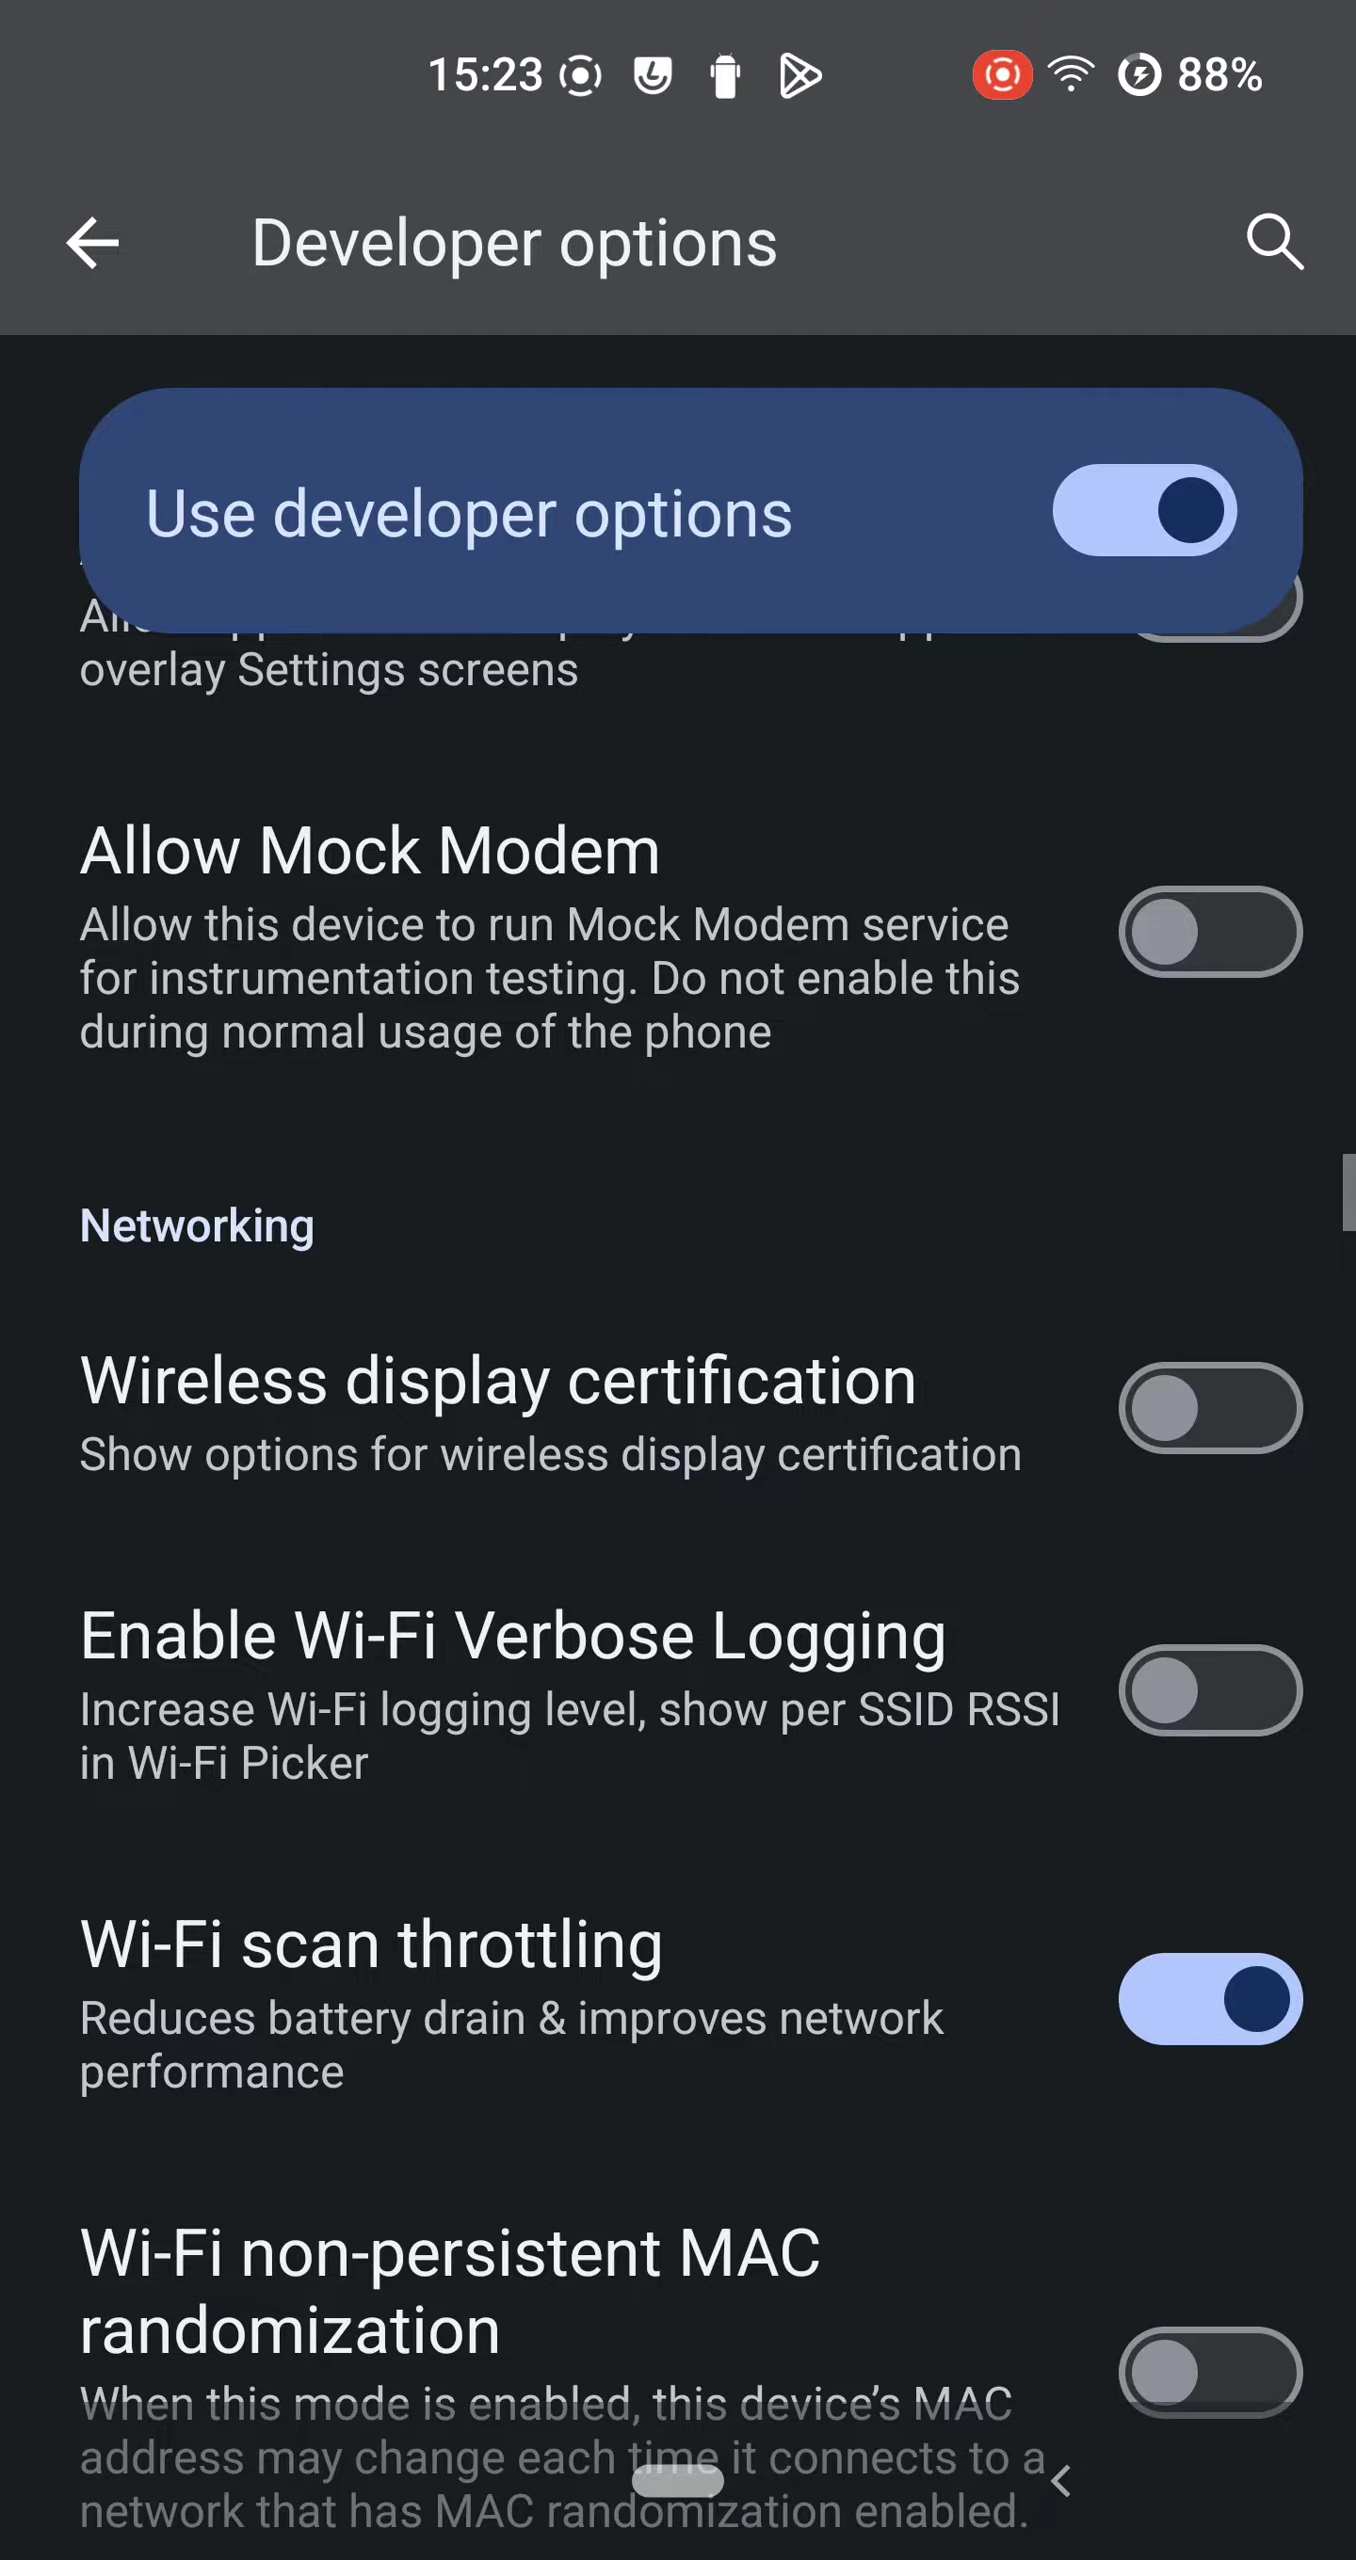 15:23
88%
Developer options
Use developer options
overlay Settings screens
Allow Mock Modem
Allow this device to run Mock Modem service
for instrumentation testing. Do not enable this
during normal usage of the phone
Networking
Wireless display certification
Show options for wireless display certification
Enable Wi-Fi Verbose Logging
Increase Wi-Fi logging level, show per SSID RSSI
in Wi-Fi Picker
Wi-Fi scan throttling
Reduces battery drain & improves network
performance
Wi-Fi non-persistent MAC
randomization
When this mode is enabled, this device’s MAC
address may change each time it connects to a
network that has MAC randomization enabled.